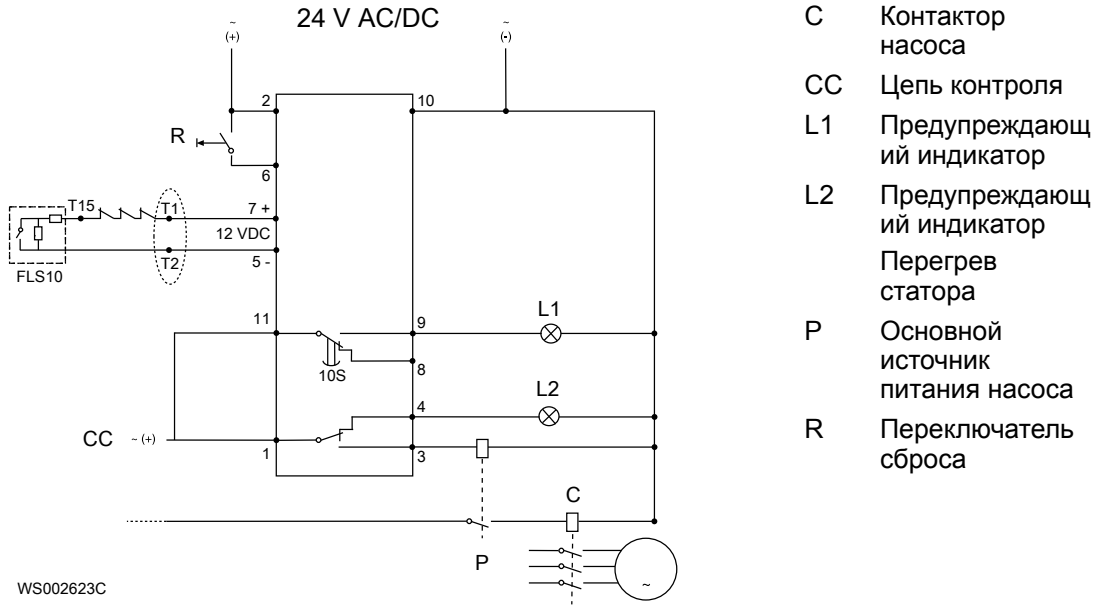 24 V AC/DC
~
(+)
~
(-)
2
10
R
6
T15
T1
7 +
12 VDC
T2
5 -
FLS10
11
9
L1
8
10S
4
L2
CC ~ (+)
1
3
C
P
~
WS002623C
C Контактор
насоса
CC Цепь контроля
L1 Предупреждающ
ий индикатор
L2 Предупреждающ
ий индикатор
Перегрев
статора
P Основной
источник
питания насоса
R Переключатель
сброса